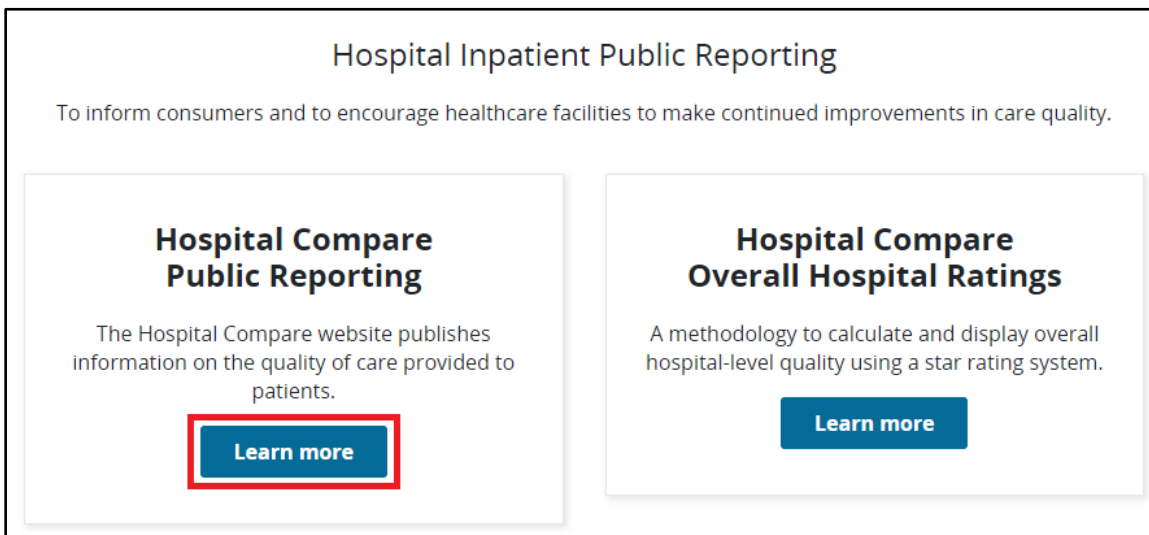 Hospital Inpatient Public Reporting
To inform consumers and to encourage healthcare facilities to make continued improvements in care quality.
Hospital Compare
Public Reporting
The Hospital Compare website publishes
information on the quality of care provided to
patients.
Learn more
Hospital Compare
Overall Hospital Ratings
A methodology to calculate and display overall
hospital-level quality using a star rating system.
Learn more